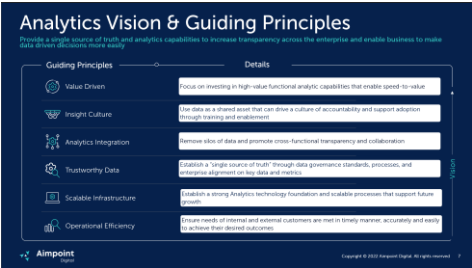 Analytics Vision & Guiding Principles
Provide a single source of truth and analytics capabilities to increase transparency across the enterprise and enable business to make
data driven decisions more easily
Guiding Principles
Details
Value Driven
Focus on investing in high-value functional analytic capabilities that enable speed-to-value
Insight Culture
Use data as a shared asset that can drive a culture of accountability and support adoption
through training and enablement
Analytics Integration
Remove silos of data and promote cross-functional transparency and collaboration
Trustworthy Data
Establish a "single source of truth" through data governance standards, processes, and
enterprise alignment on key data and metrics
Scalable Infrastructure
Establish a strong Analytics technology foundation and scalable processes that support future
growth
Operational Efficiency
Ensure needs of internal and external customers are met in timely manner, accurately and easily
to achieve their desired outcomes
Vision
Aimpoint
Digital
Copyright © 2022 Aimpoint Digital. All rights reserved
7